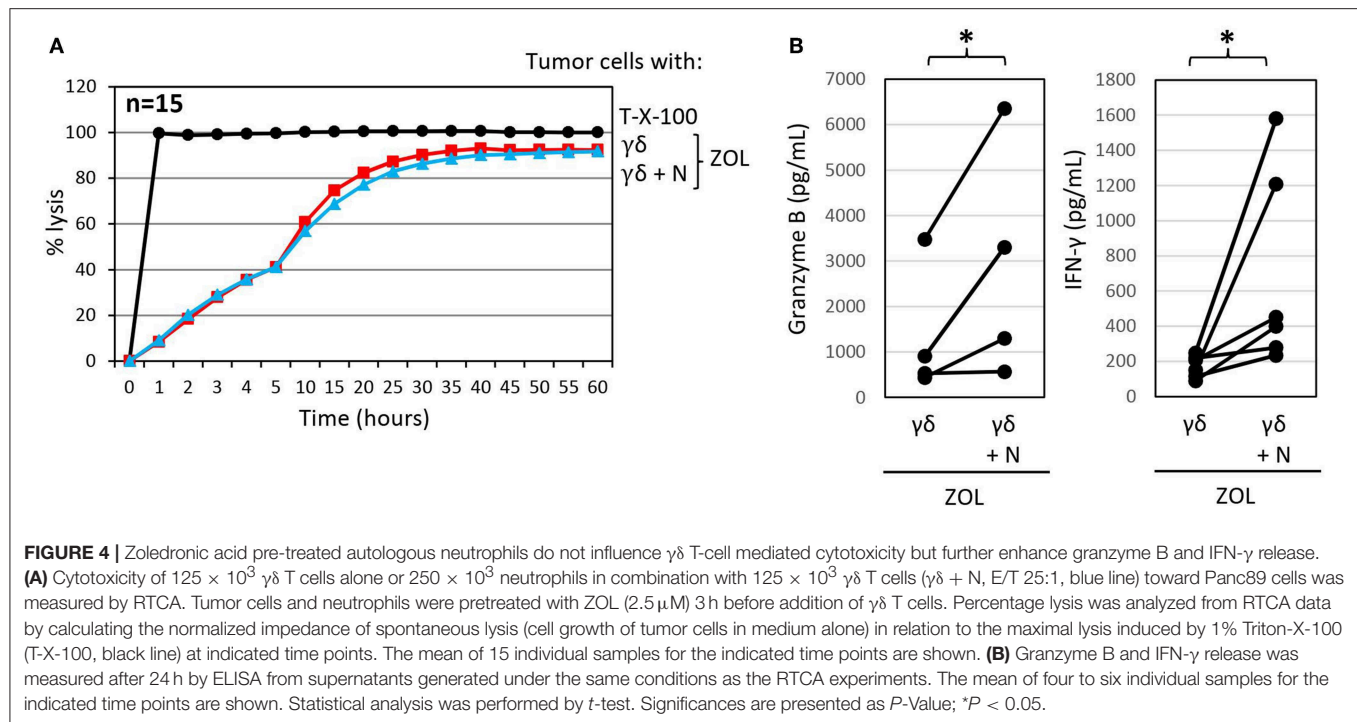 A
Tumor cells with:
n=15
T-X-100
γδ
γδ + N
ZOL
% lysis
120
100
80
60
40
20
0
0 1 2 3 4 5 10 15 20 25 30 35 40 45 50 55 60
Time (hours)
B
*
Granzyme B (pg/mL)
7000
6000
5000
4000
3000
2000
1000
0
γδ γδ
+ N
ZOL
*
IFN-γ (pg/mL)
1800
1600
1400
1200
1000
800
600
400
200
0
γδ γδ
+ N
ZOL
FIGURE 4 | Zoledronic acid pre-treated autologous neutrophils do not influence γδ T-cell mediated cytotoxicity but further enhance granzyme B and IFN-γ release.
(A) Cytotoxicity of 125 × 10³ γδ T cells alone or 250 × 10³ neutrophils in combination with 125 × 10³ γδ T cells (γδ + N, E/T 25:1, blue line) toward Panc89 cells was
measured by RTCA. Tumor cells and neutrophils were pretreated with ZOL (2.5 μM) 3 h before addition of γδ T cells. Percentage lysis was analyzed from RTCA data
by calculating the normalized impedance of spontaneous lysis (cell growth of tumor cells in medium alone) in relation to the maximal lysis induced by 1% Triton-X-100
(T-X-100, black line) at indicated time points. The mean of 15 individual samples for the indicated time points are shown. (B) Granzyme B and IFN-γ release was
measured after 24 h by ELISA from supernatants generated under the same conditions as the RTCA experiments. The mean of four to six individual samples for the
indicated time points are shown. Statistical analysis was performed by t-test. Significances are presented as P-Value; *P < 0.05.